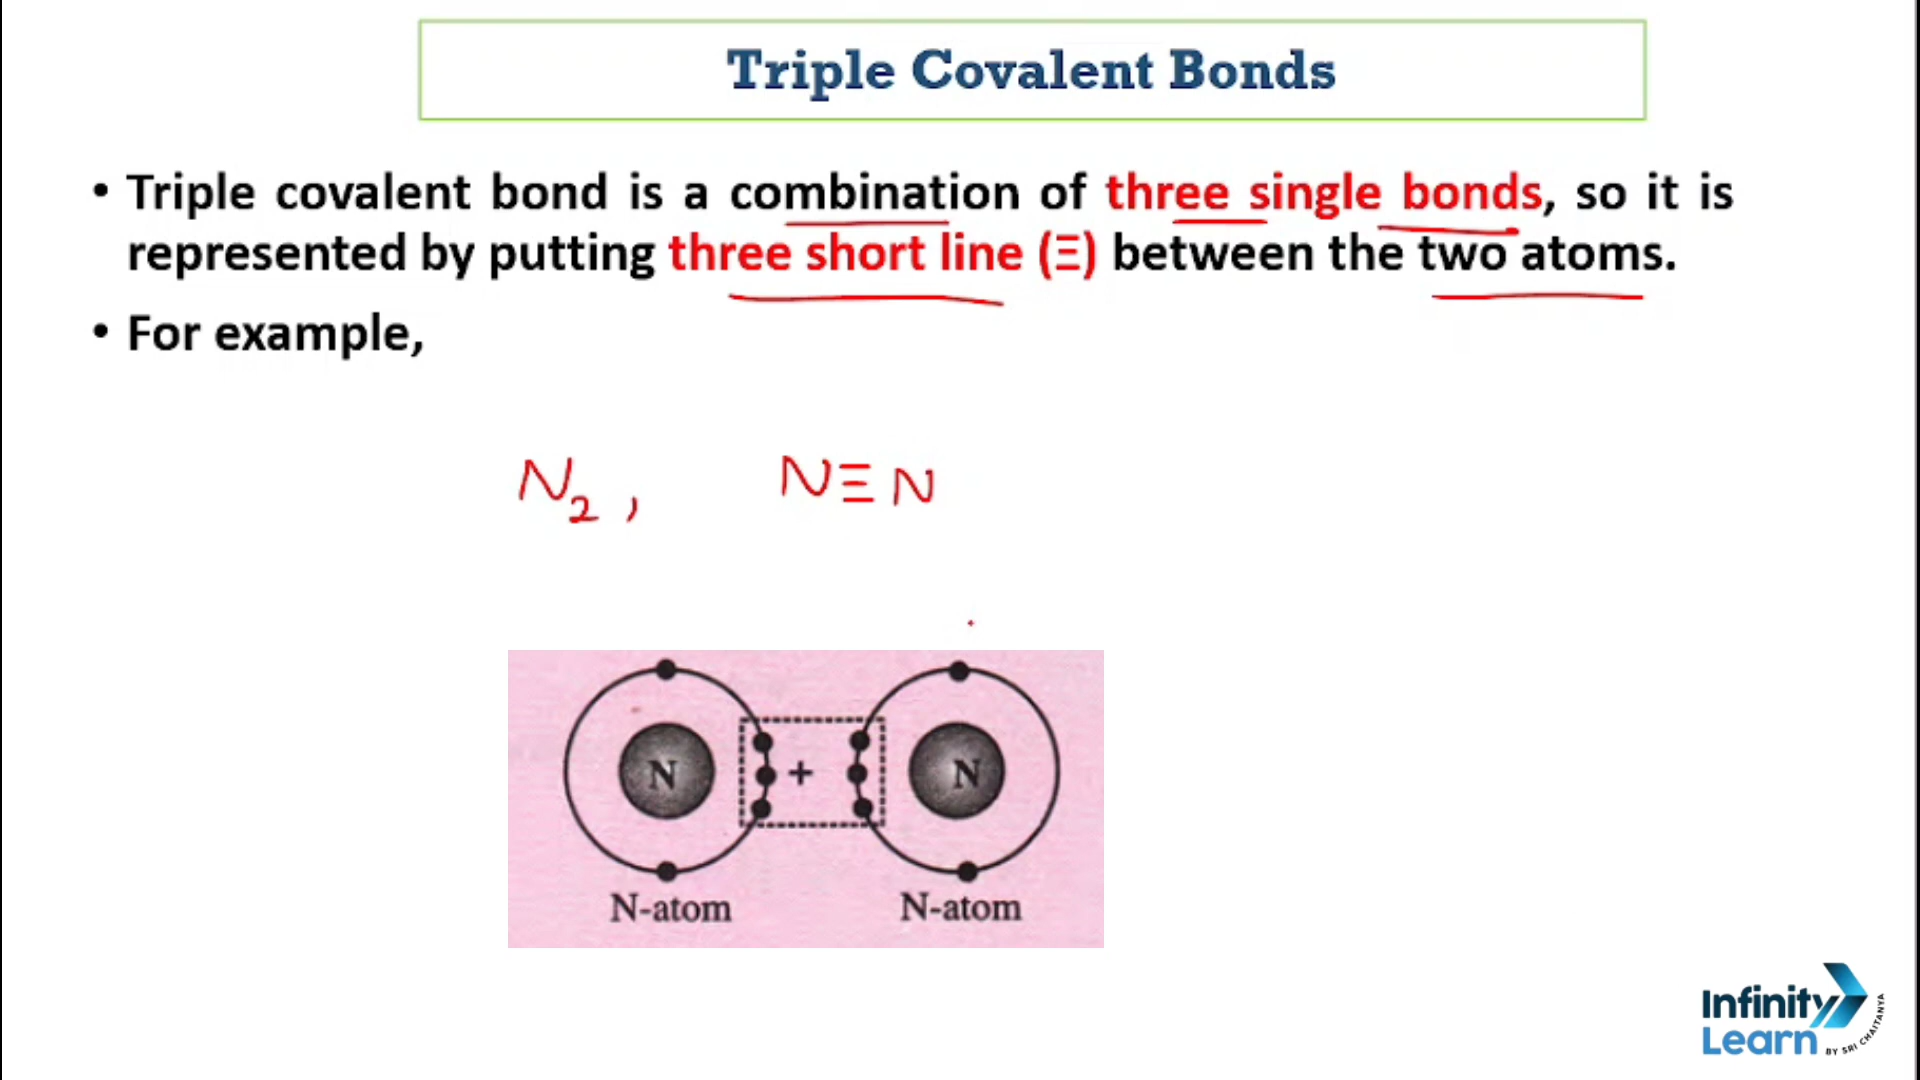 Triple Covalent Bonds
• Triple covalent bond is a combination of three single bonds, so it is
represented by putting three short line (Ξ) between the two atoms.
• For example,
N₂, N≡N
N + N
N-atom N-atom
Infinity
Learn BY SRI CHAITANYA